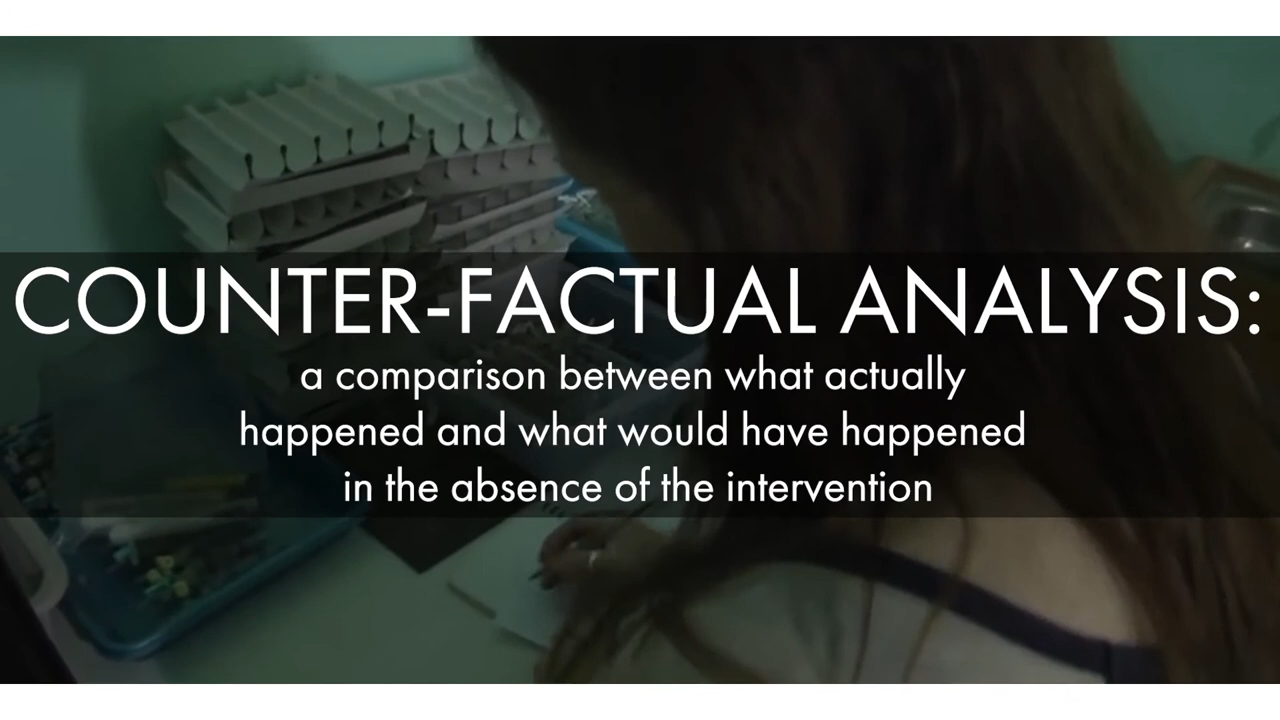 COUNTER-FACTUAL ANALYSIS:
a comparison between what actually
happened and what would have happened
in the absence of the intervention